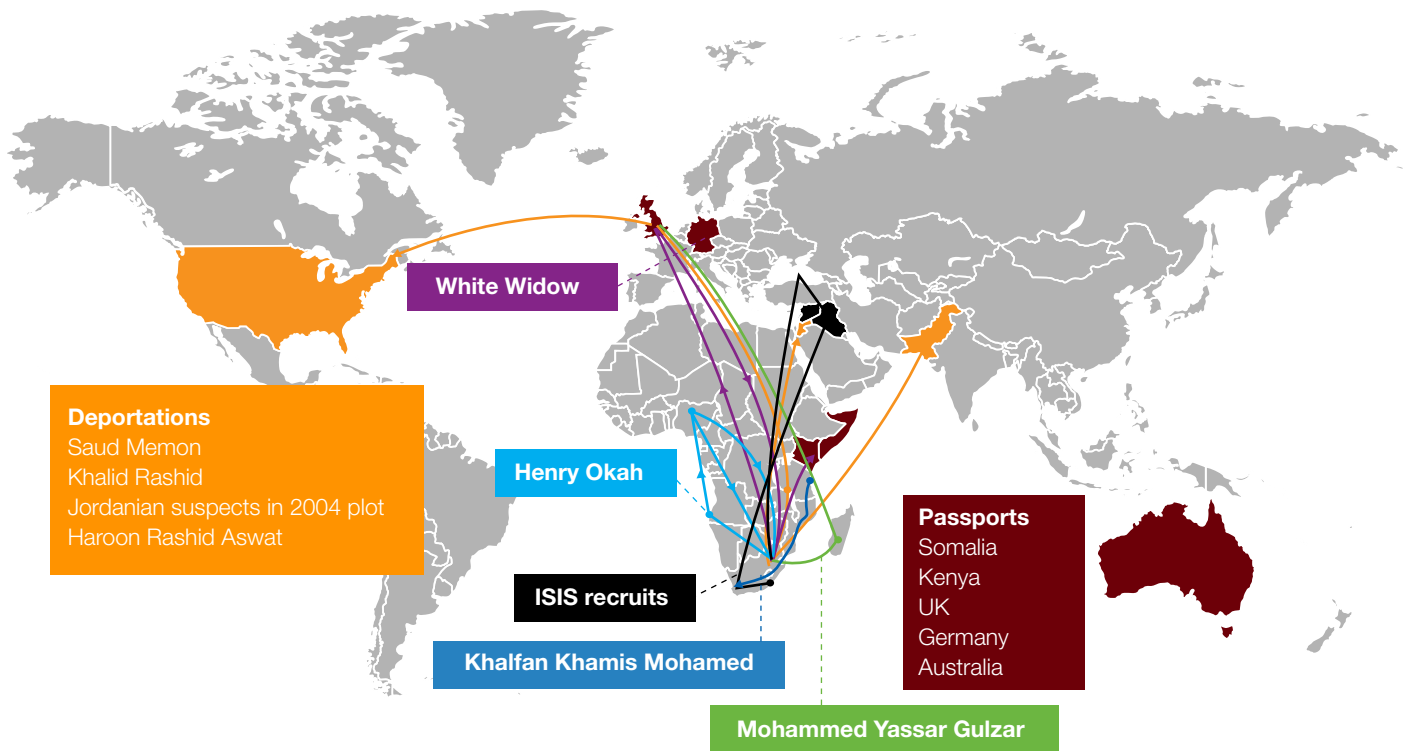 White Widow
Deportations
Saud Memon
Khalid Rashid
Jordanian suspects in 2004 plot
Haroon Rashid Aswat
Henry Okah
ISIS recruits
Khalfan Khamis Mohamed
Mohammed Yassar Gulzar
Passports
Somalia
Kenya
UK
Germany
Australia